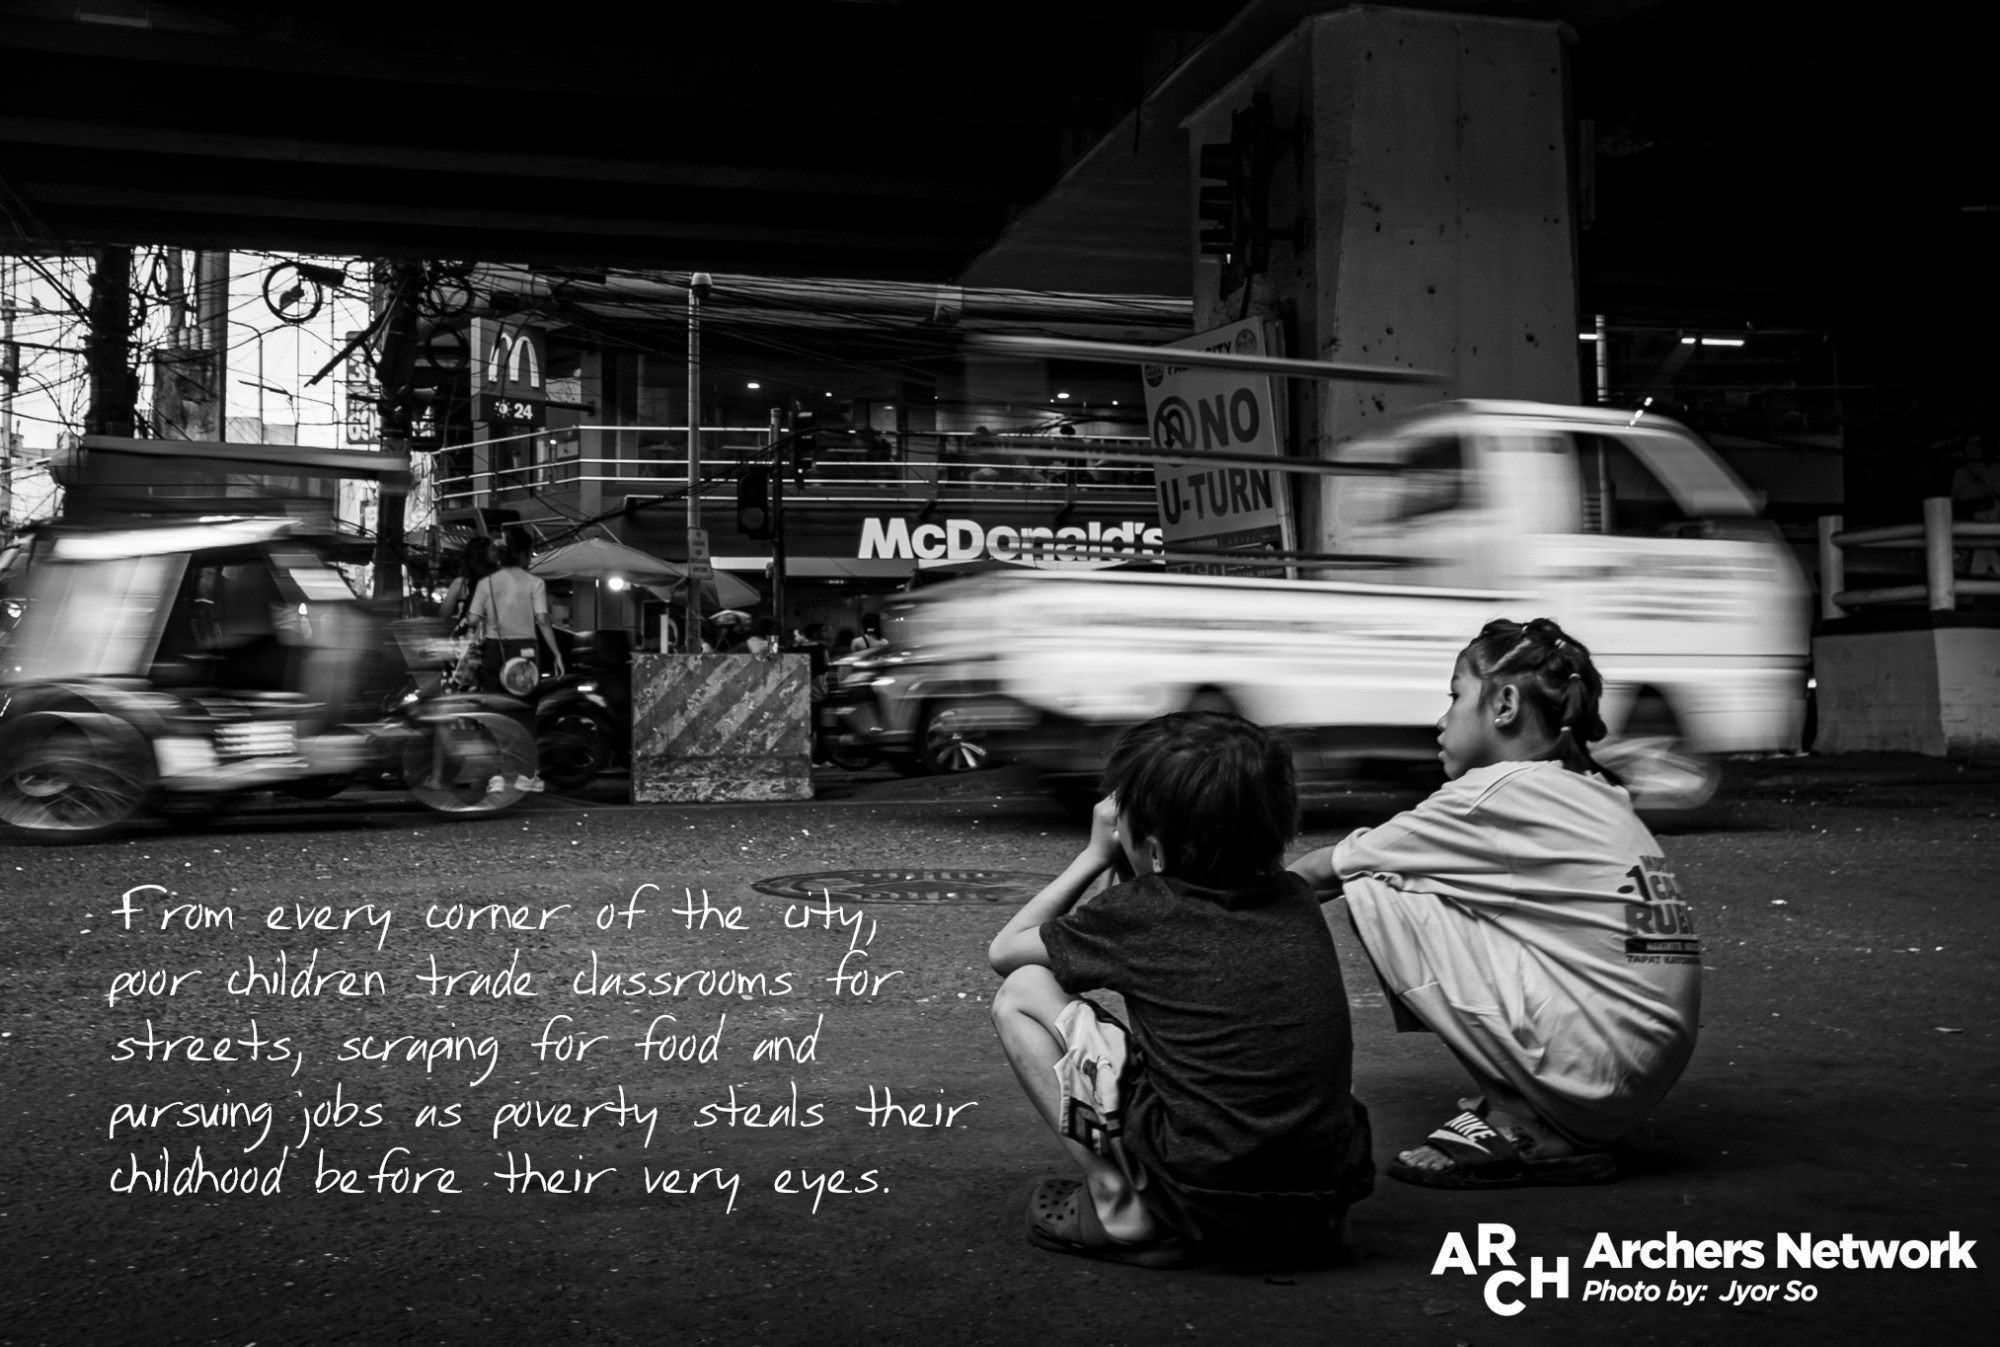 24
McDonald's
NO
U-TURN
NIKE
From every corner of the city,
poor children trade classrooms for
streets, scraping for food and
pursuing jobs as poverty steals their
childhood before their very eyes.
ARCH Archers Network
Photo by: Jyor So